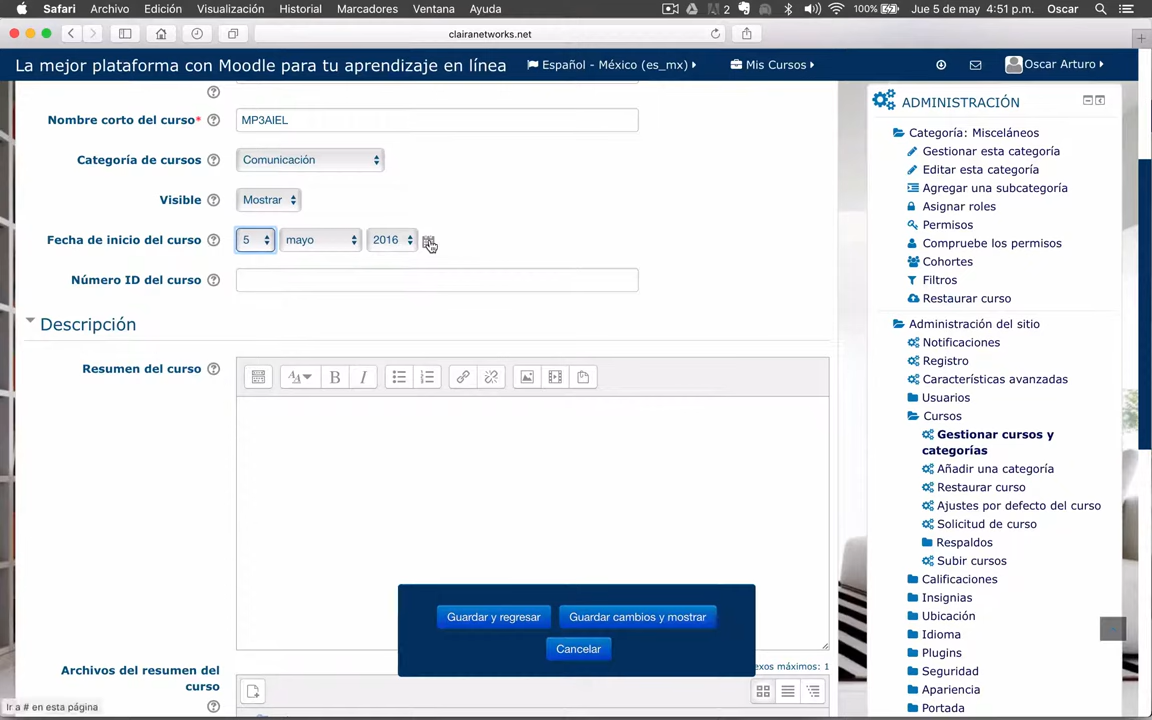 Safari Archivo Edición Visualización Historial Marcadores Ventana Ayuda 2 100% Jue 5 de may 4:51 p.m. Oscar
clairanetworks.net
La mejor plataforma con Moodle para tu aprendizaje en línea Español - México (es_mx) Mis Cursos Oscar Arturo
Nombre corto del curso* MP3AIEL
Categoría de cursos Comunicación
Visible Mostrar
Fecha de inicio del curso 5 mayo 2016
Número ID del curso
Descripción
Resumen del curso
Guardar y regresar Guardar cambios y mostrar
Cancelar
exos máximos: 1
Archivos del resumen del
curso
Ir a # en esta página
ADMINISTRACIÓN
Categoría: Misceláneos
Gestionar esta categoría
Editar esta categoría
Agregar una subcategoría
Asignar roles
Permisos
Compruebe los permisos
Cohortes
Filtros
Restaurar curso
Administración del sitio
Notificaciones
Registro
Características avanzadas
Usuarios
Cursos
Gestionar cursos y
categorías
Añadir una categoría
Restaurar curso
Ajustes por defecto del curso
Solicitud de curso
Respaldos
Subir cursos
Calificaciones
Insignias
Ubicación
Idioma
Plugins
Seguridad
Apariencia
Portada